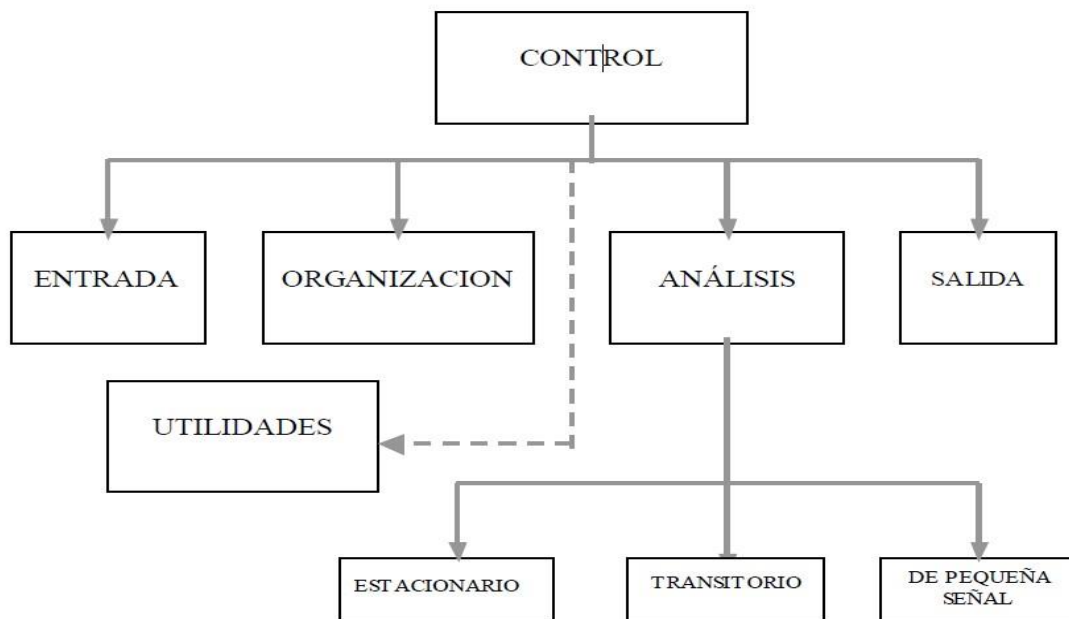 CONTROL
ENTRADA
ORGANIZACION
ANÁLISIS
SALIDA
UTILIDADES
ESTACIONARIO
TRANSITORIO
DE PEQUEÑA
SEÑAL